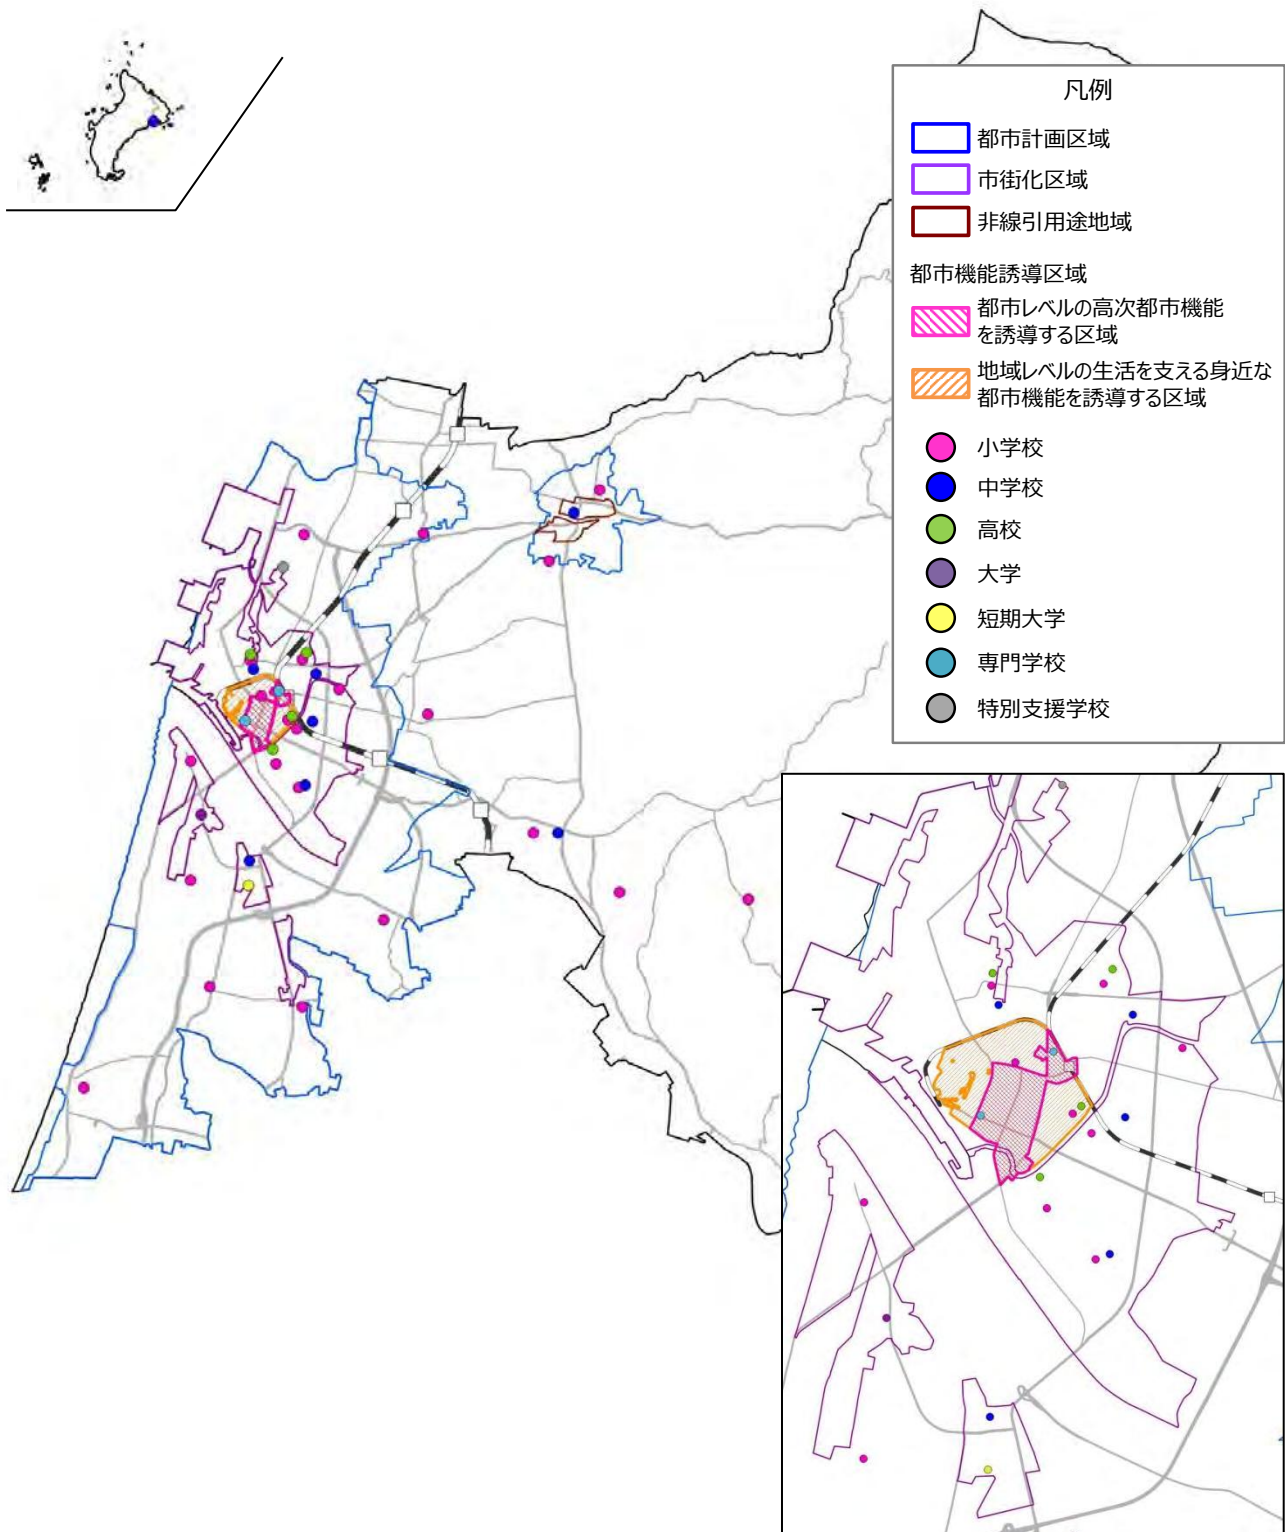 凡例
都市計画区域
市街化区域
非線引用途地域
都市機能誘導区域
都市レベルの高次都市機能
を誘導する区域
地域レベルの生活を支える身近な
都市機能を誘導する区域
小学校
中学校
高校
大学
短期大学
専門学校
特別支援学校